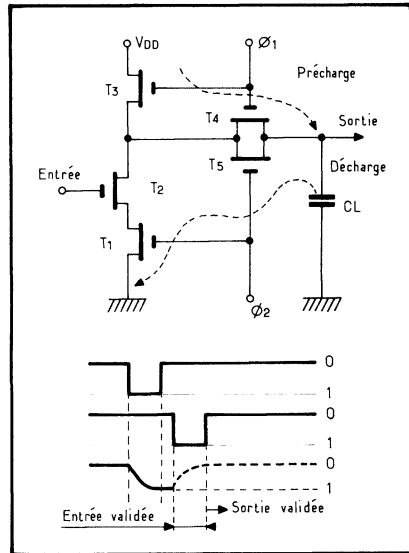 VDD
Ø1
T3
Précharge
T4
Sortie
Entrée
T2
T5
Décharge
T1
CL
Ø2
0
1
0
1
0
1
Entrée validée
Sortie validée